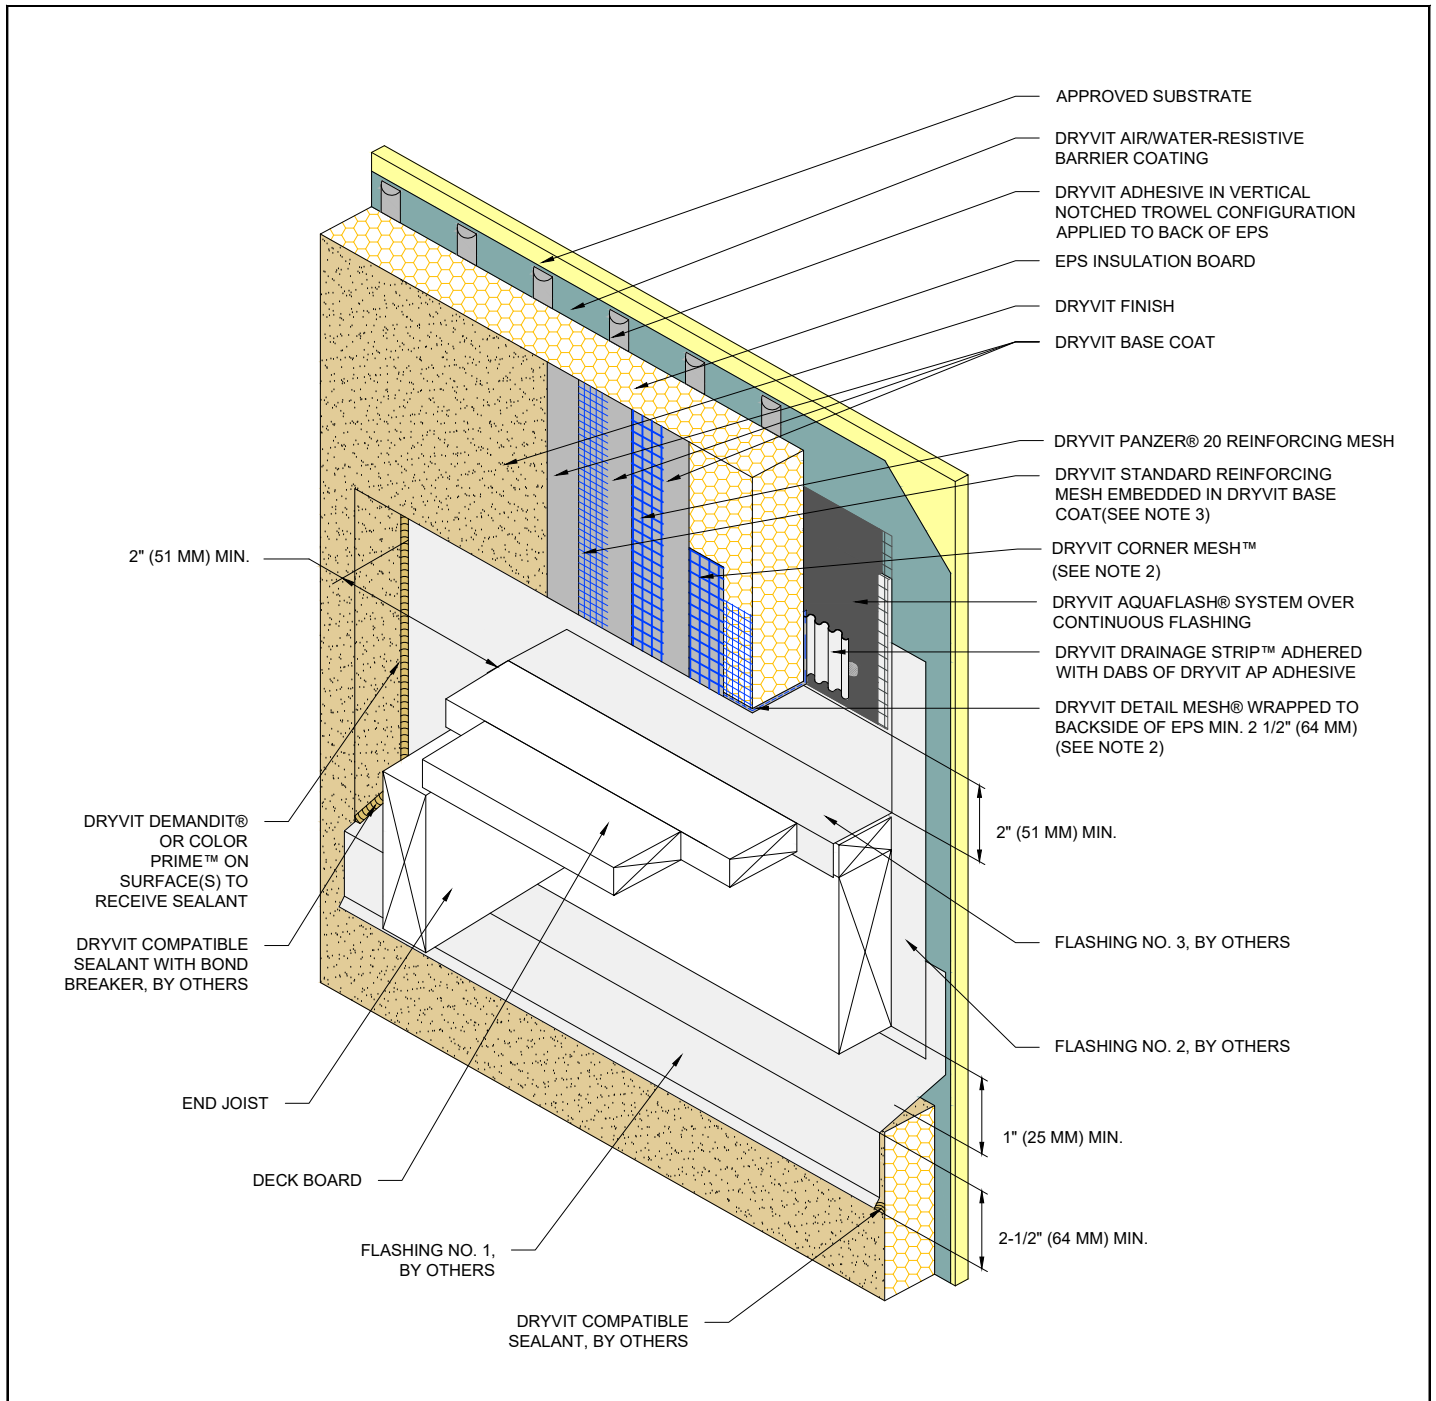 APPROVED SUBSTRATE
DRYVIT AIR/WATER-RESISTIVE
BARRIER COATING
DRYVIT ADHESIVE IN VERTICAL
NOTCHED TROWEL CONFIGURATION
APPLIED TO BACK OF EPS
EPS INSULATION BOARD
DRYVIT FINISH
DRYVIT BASE COAT
DRYVIT PANZER® 20 REINFORCING MESH
DRYVIT STANDARD REINFORCING
MESH EMBEDDED IN DRYVIT BASE
COAT(SEE NOTE 3)
DRYVIT CORNER MESH™
(SEE NOTE 2)
DRYVIT AQUAFLASH® SYSTEM OVER
CONTINUOUS FLASHING
DRYVIT DRAINAGE STRIP™ ADHERED
WITH DABS OF DRYVIT AP ADHESIVE
DRYVIT DETAIL MESH® WRAPPED TO
BACKSIDE OF EPS MIN. 2 1/2" (64 MM)
(SEE NOTE 2)
2" (51 MM) MIN.
FLASHING NO. 3, BY OTHERS
FLASHING NO. 2, BY OTHERS
1" (25 MM) MIN.
2-1/2" (64 MM) MIN.
2" (51 MM) MIN.
DRYVIT DEMANDIT®
OR COLOR
PRIME™ ON
SURFACE(S) TO
RECEIVE SEALANT
DRYVIT COMPATIBLE
SEALANT WITH BOND
BREAKER, BY OTHERS
END JOIST
DECK BOARD
FLASHING NO. 1,
BY OTHERS
DRYVIT COMPATIBLE
SEALANT, BY OTHERS